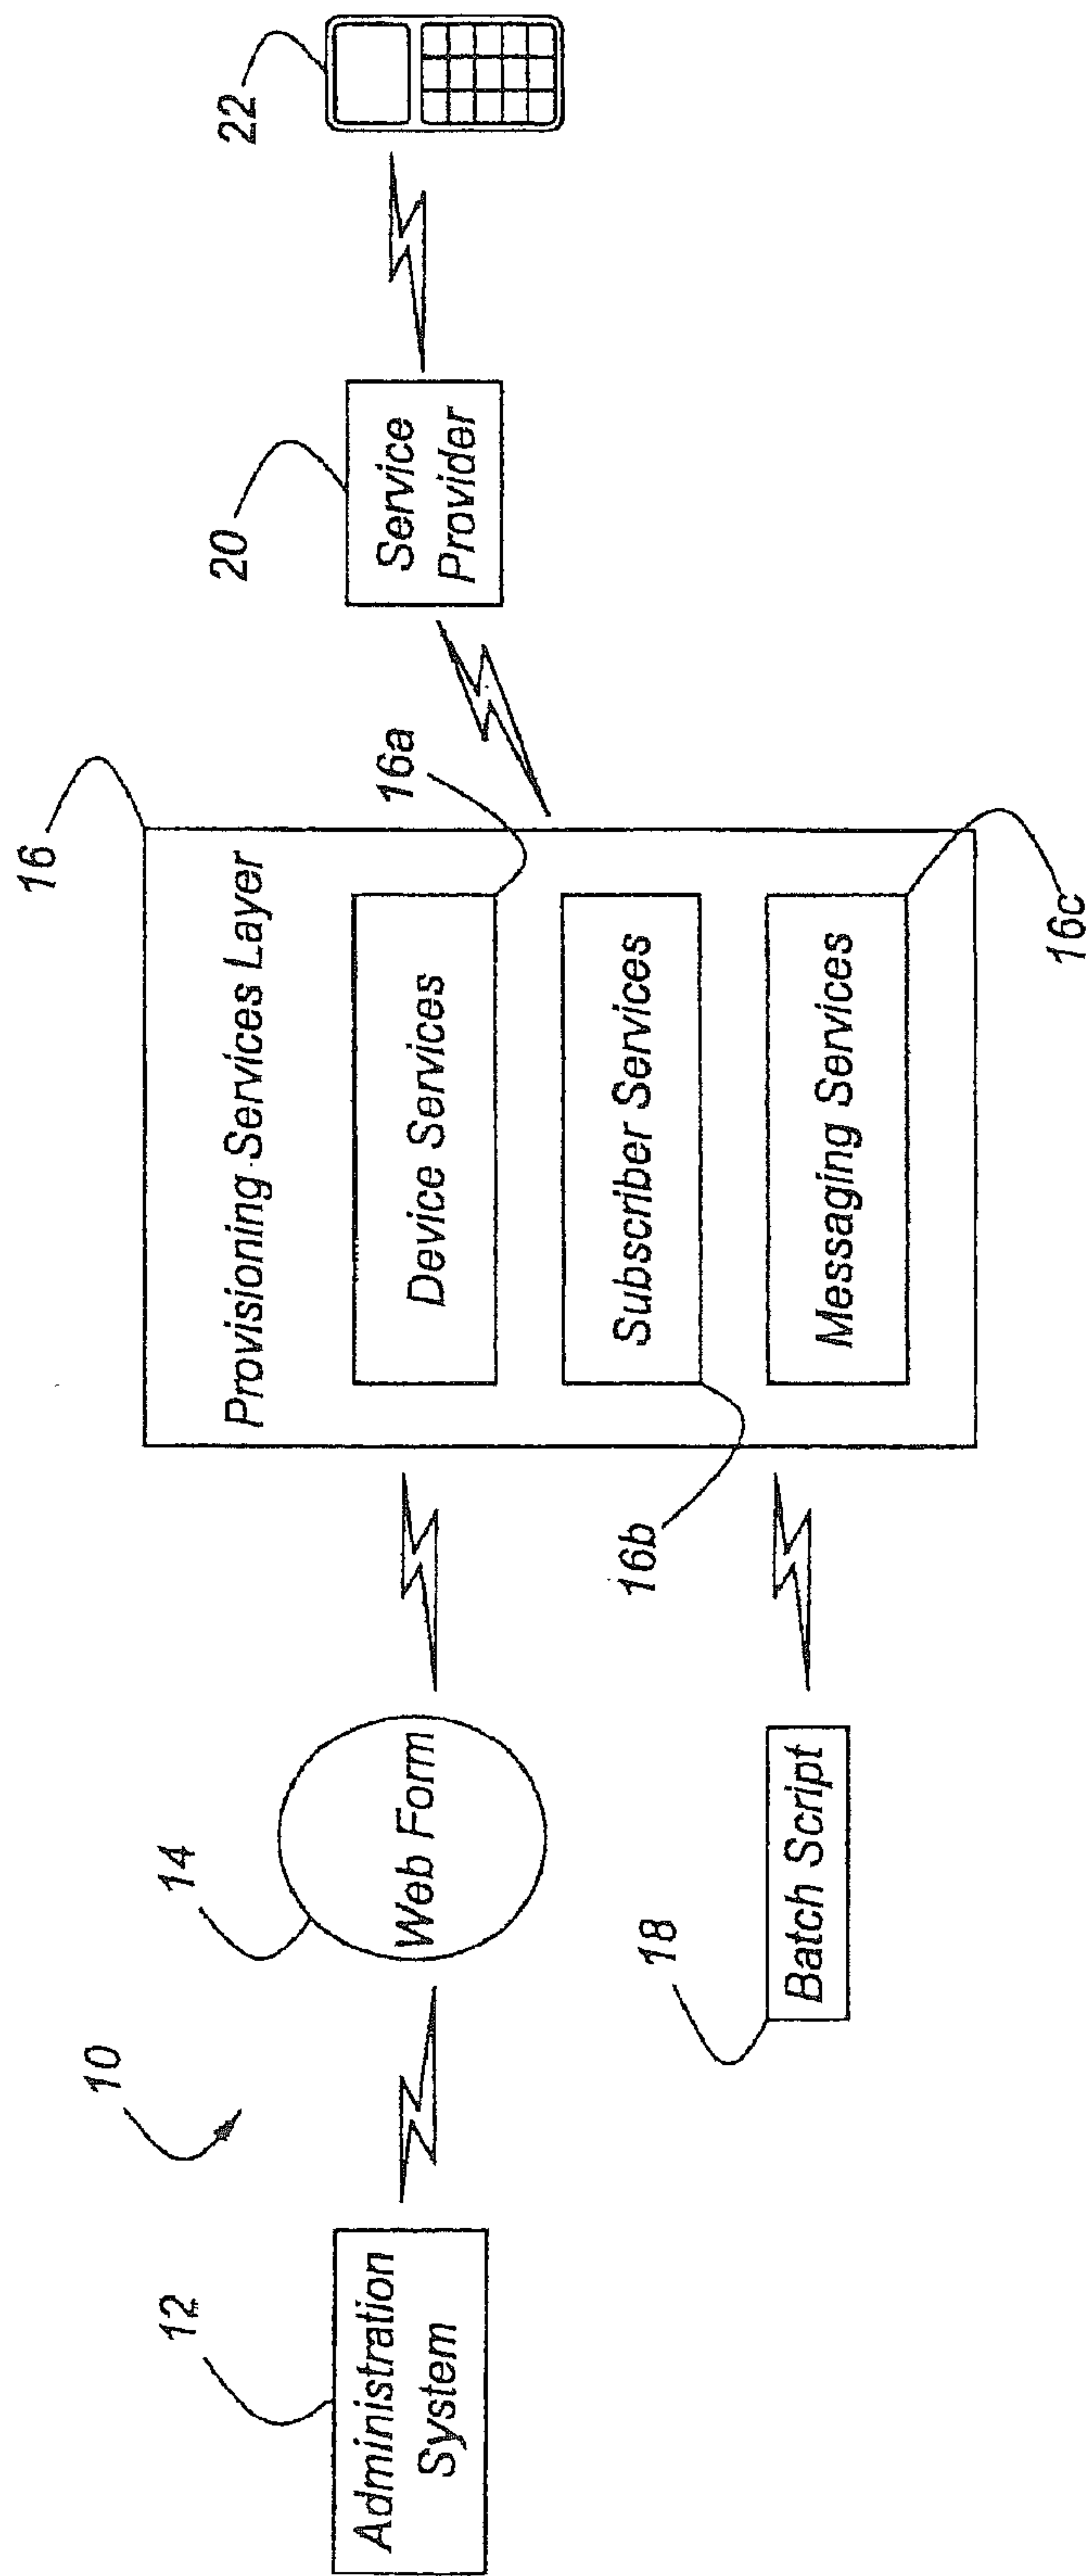 10
12
Administration
System
14
Web Form
18
Batch Script
16
Provisioning Services Layer
Device Services
16a
Subscriber Services
16b
Messaging Services
16c
20
Service
Provider
22